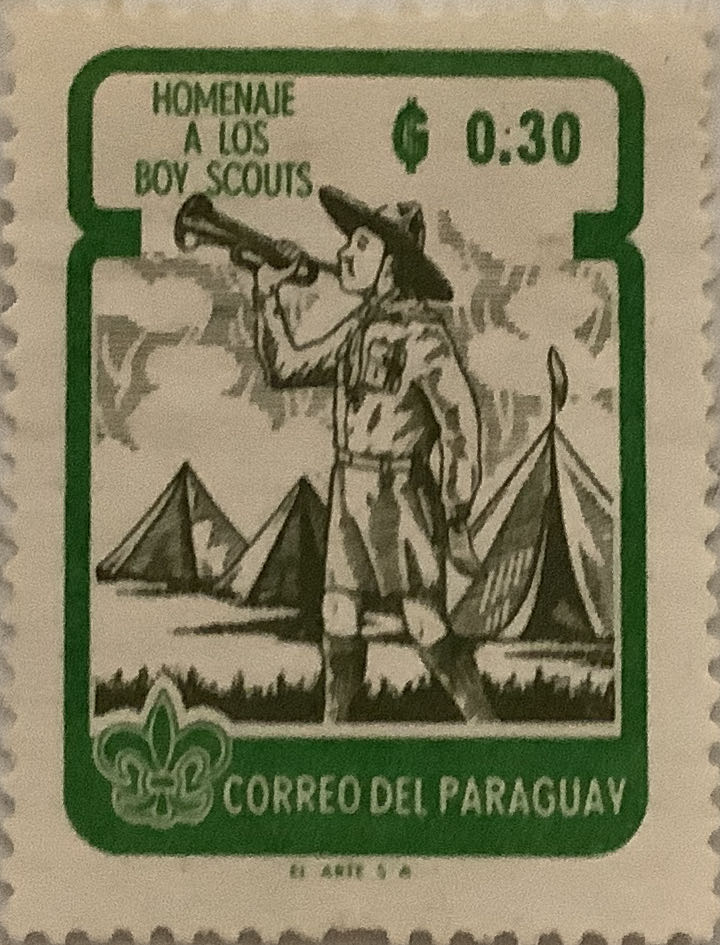 HOMENAJE
A LOS
BOY SCOUTS
₲ 0.30
CORREO DEL PARAGUAY
EL ARTE S A